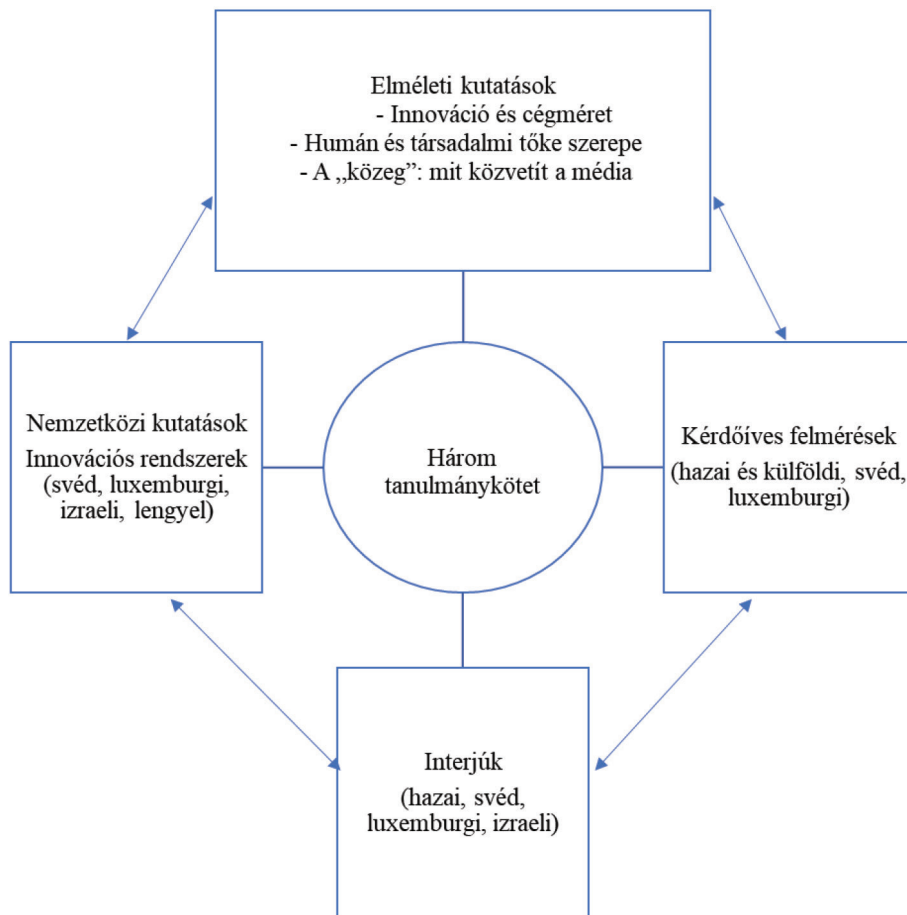 Elméleti kutatások
- Innováció és cégméret
- Humán és társadalmi tőke szerepe
- A „közeg”: mit közvetít a média
Nemzetközi kutatások
Innovációs rendszerek
(svéd, luxemburgi,
izraeli, lengyel)
Három
tanulmánykötet
Kérdőíves felmérések
(hazai és külföldi, svéd,
luxemburgi)
Interjúk
(hazai, svéd,
luxemburgi, izraeli)